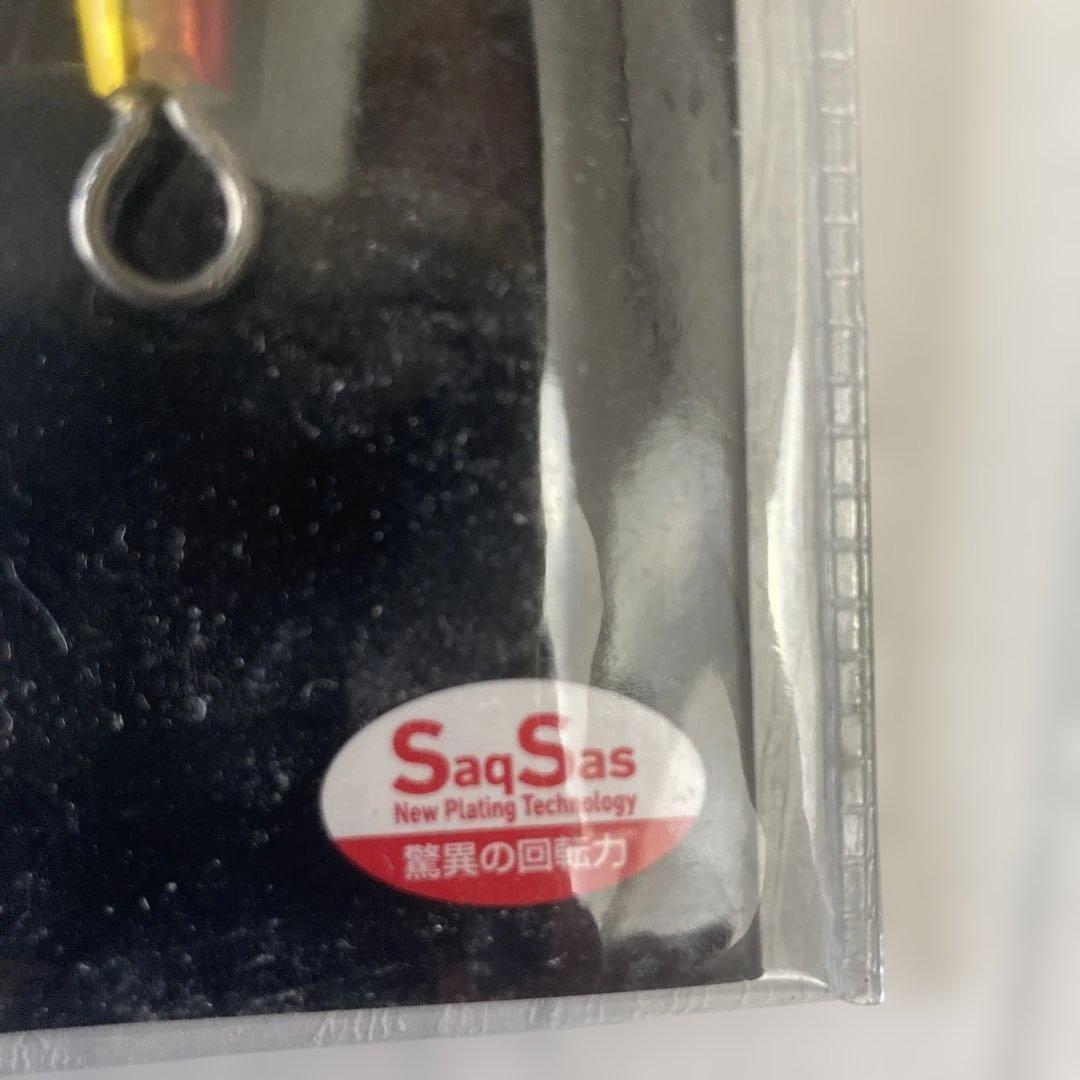 SaqSas
New Plating Technology
驚異の回転力